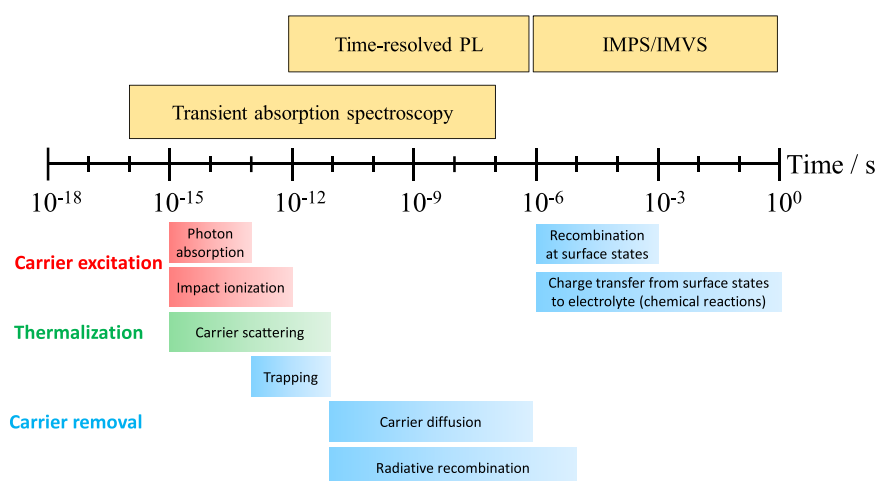 Time-resolved PL
IMPS/IMVS
Transient absorption spectroscopy
Time / s
10⁻¹⁸
10⁻¹⁵
10⁻¹²
10⁻⁹
10⁻⁶
10⁻³
10⁰
Carrier excitation
Photon
absorption
Impact ionization
Recombination
at surface states
Charge transfer from surface states
to electrolyte (chemical reactions)
Thermalization
Carrier scattering
Trapping
Carrier removal
Carrier diffusion
Radiative recombination